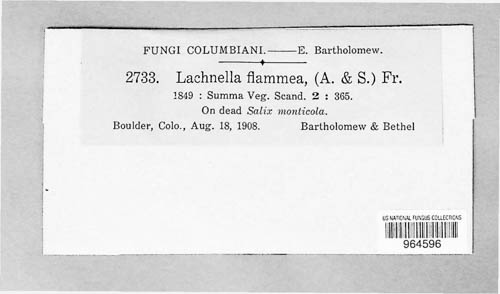 FUNGI COLUMBIANI.——E. Bartholomew.
2733. Lachnella flammea, (A. & S.) Fr.
1849 : Summa Veg. Scand. 2 : 365.
On dead Salix monticola.
Boulder, Colo., Aug. 18, 1908. Bartholomew & Bethel
US NATIONAL FUNGUS COLLECTIONS
964596